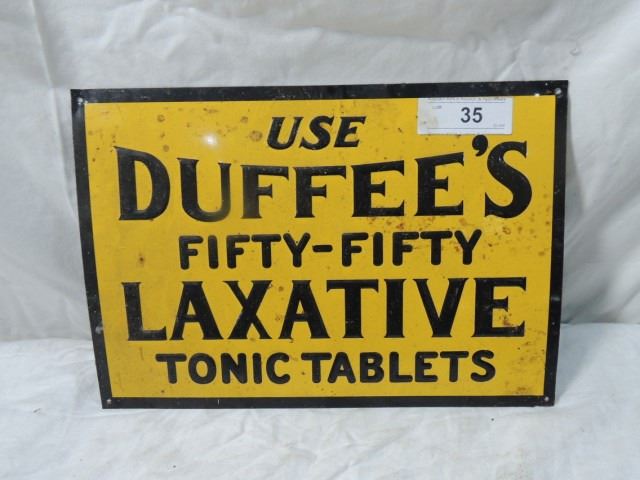 35
USE
DUFFEE'S
FIFTY-FIFTY
LAXATIVE
TONIC TABLETS